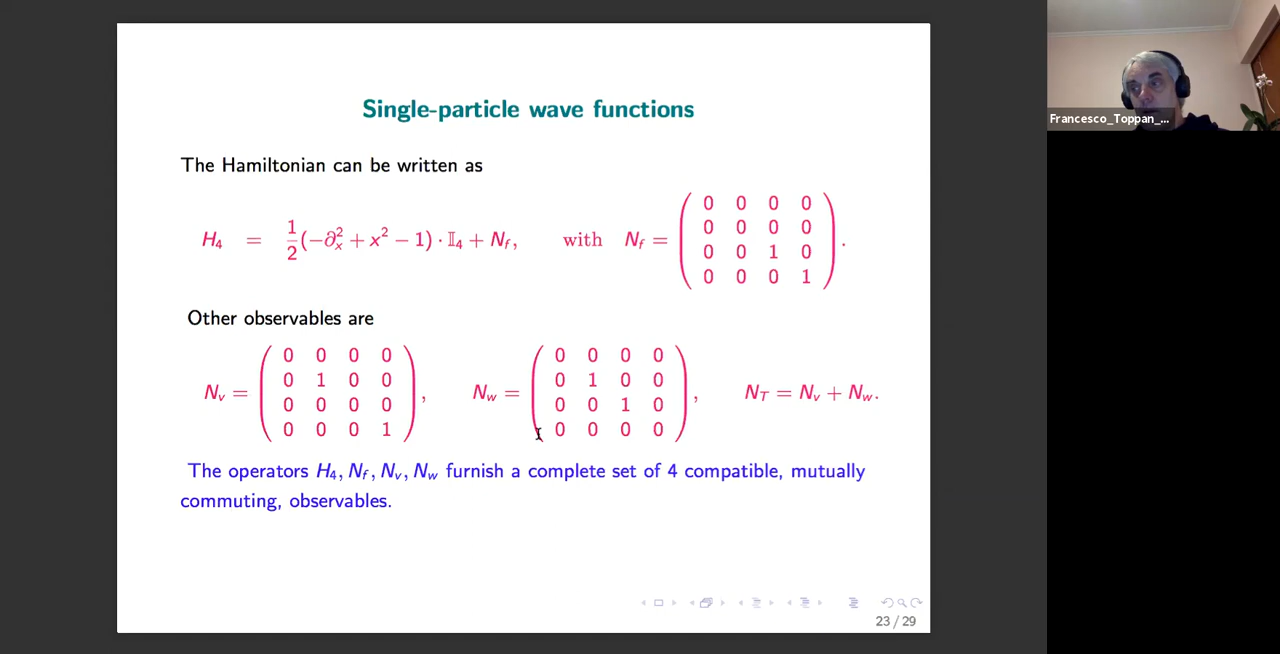 Single-particle wave functions
Francesco_Toppan_...
The Hamiltonian can be written as
H₄ = 1/2(−∂ₓ² + x² − 1) · 𝕀₄ + N_f, with N_f = ( 0 0 0 0
0 0 0 0
0 0 1 0
0 0 0 1 ).
Other observables are
N_v = ( 0 0 0 0
0 1 0 0
0 0 0 0
0 0 0 1 ), N_w = ( 0 0 0 0
0 1 0 0
0 0 1 0
0 0 0 0 ), N_T = N_v + N_w.
The operators H₄, N_f, N_v, N_w furnish a complete set of 4 compatible, mutually
commuting, observables.
23 / 29